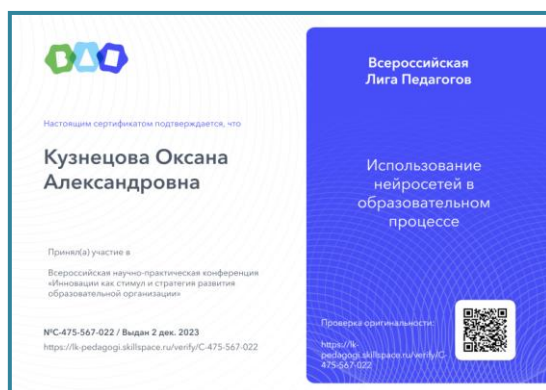 Настоящим сертификатом подтверждается, что
Кузнецова Оксана
Александровна
Принял(а) участие в
Всероссийская научно-практическая конференция
«Инновации как стимул и стратегия развития
образовательной организации»
№C-475-567-022 / Выдан 2 дек. 2023
https://lk-pedagogi.skillspace.ru/verify/C-475-567-022
Всероссийская
Лига Педагогов
Использование
нейросетей в
образовательном
процессе
Проверка оригинальности:
https://lk-
pedagogi.skillspace.ru/verify/C-
475-567-022